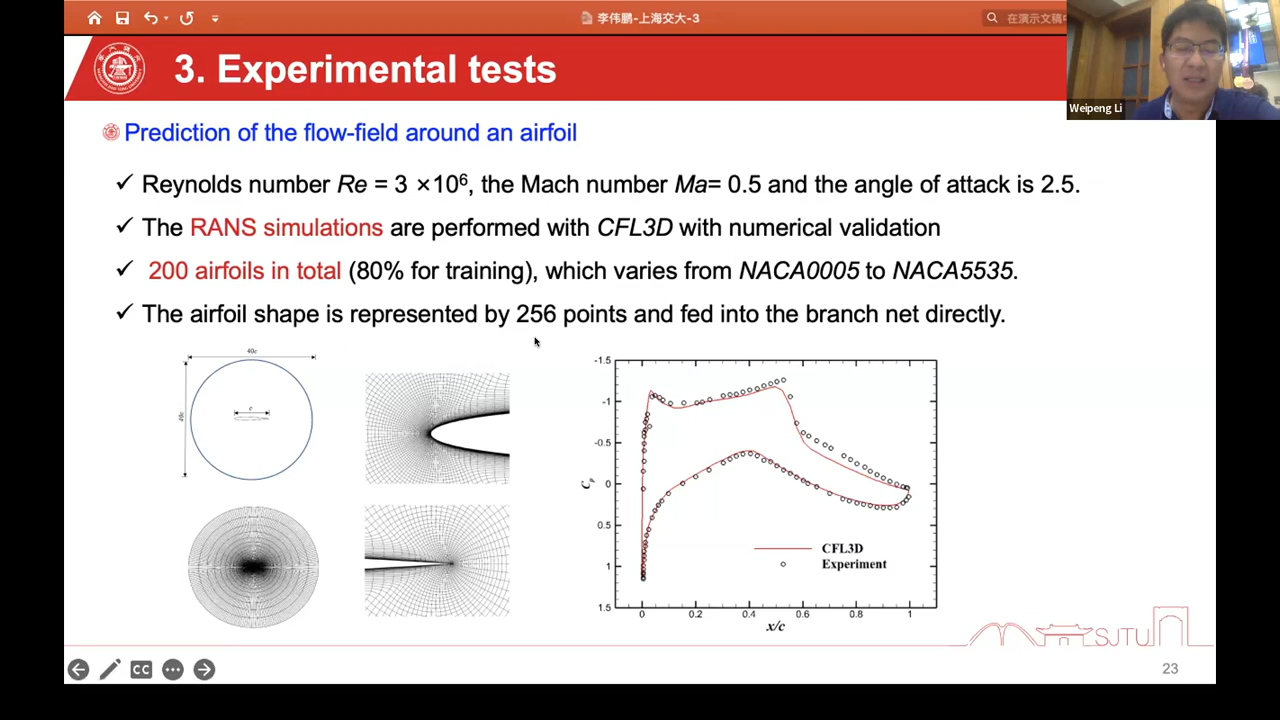 李伟鹏-上海交大-3
在演示文稿
Weipeng Li
3. Experimental tests
Prediction of the flow-field around an airfoil
✓ Reynolds number Re = 3 ×10⁶, the Mach number Ma= 0.5 and the angle of attack is 2.5.
✓ The RANS simulations are performed with CFL3D with numerical validation
✓ 200 airfoils in total (80% for training), which varies from NACA0005 to NACA5535.
✓ The airfoil shape is represented by 256 points and fed into the branch net directly.
40c
40c
c
-1.5
-1
-0.5
0
0.5
1
1.5
Cp
CFL3D
Experiment
0 0.2 0.4 0.6 0.8 1
x/c
SJTU
CC
23